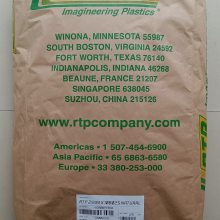 Imagineering Plastics®
WINONA, MINNESOTA 55987
SOUTH BOSTON, VIRGINIA 24592
FORT WORTH, TEXAS 76140
INDIANAPOLIS, INDIANA 46268
BEAUNE, FRANCE 21207
SINGAPORE 638045
SUZHOU, CHINA 215126
www.rtpcompany.com
Americas • 1 507-454-6900
Asia Pacific • 65 6863-6580
Europe • 33 380-253-000
RTP